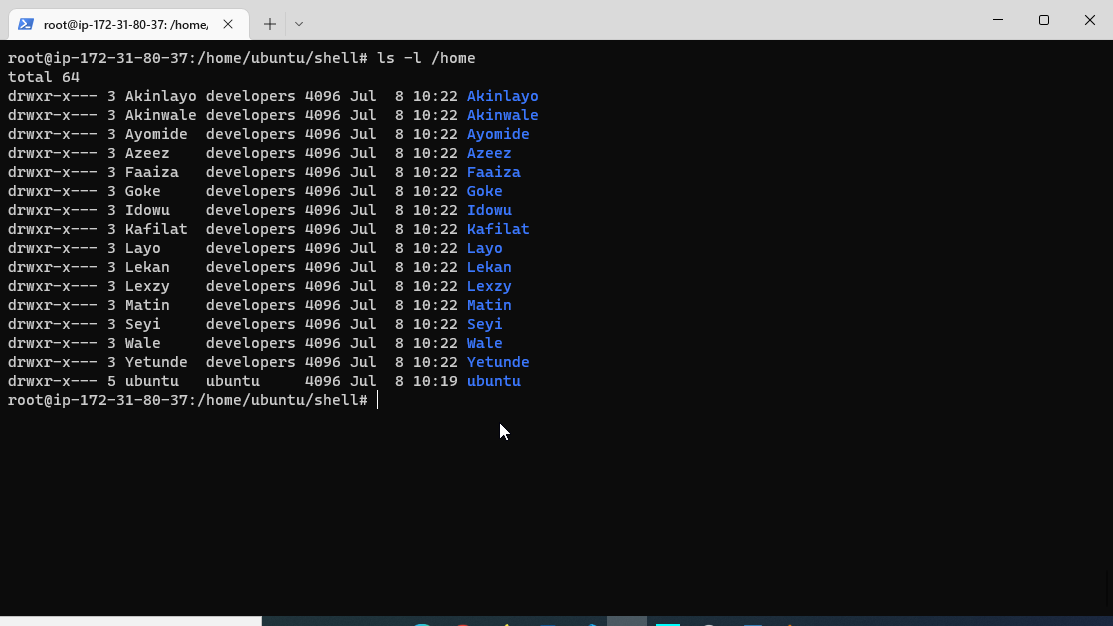 root@ip-172-31-80-37: /home,
root@ip-172-31-80-37:/home/ubuntu/shell# ls -l /home
total 64
drwxr-x--- 3 Akinlayo developers 4096 Jul  8 10:22 Akinlayo
drwxr-x--- 3 Akinwale developers 4096 Jul  8 10:22 Akinwale
drwxr-x--- 3 Ayomide  developers 4096 Jul  8 10:22 Ayomide
drwxr-x--- 3 Azeez    developers 4096 Jul  8 10:22 Azeez
drwxr-x--- 3 Faaiza   developers 4096 Jul  8 10:22 Faaiza
drwxr-x--- 3 Goke     developers 4096 Jul  8 10:22 Goke
drwxr-x--- 3 Idowu    developers 4096 Jul  8 10:22 Idowu
drwxr-x--- 3 Kafilat  developers 4096 Jul  8 10:22 Kafilat
drwxr-x--- 3 Layo     developers 4096 Jul  8 10:22 Layo
drwxr-x--- 3 Lekan    developers 4096 Jul  8 10:22 Lekan
drwxr-x--- 3 Lexzy    developers 4096 Jul  8 10:22 Lexzy
drwxr-x--- 3 Matin    developers 4096 Jul  8 10:22 Matin
drwxr-x--- 3 Seyi     developers 4096 Jul  8 10:22 Seyi
drwxr-x--- 3 Wale     developers 4096 Jul  8 10:22 Wale
drwxr-x--- 3 Yetunde  developers 4096 Jul  8 10:22 Yetunde
drwxr-x--- 5 ubuntu   ubuntu     4096 Jul  8 10:19 ubuntu
root@ip-172-31-80-37:/home/ubuntu/shell#